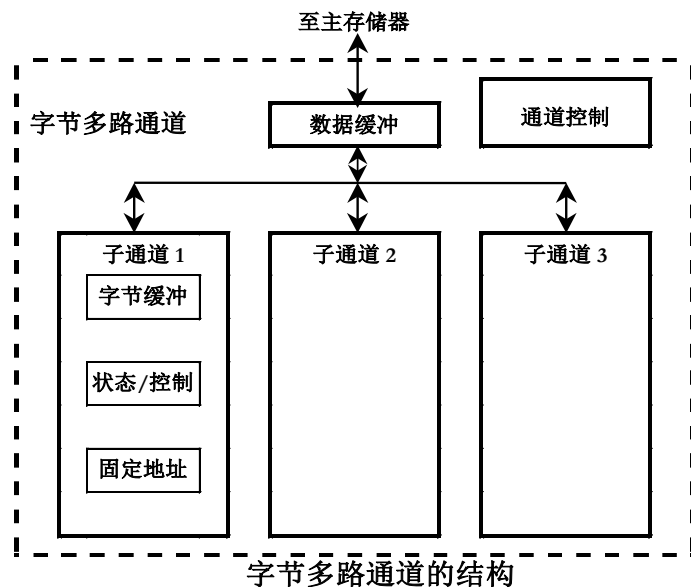 至主存储器
字节多路通道
数据缓冲
通道控制
子通道 1
子通道 2
子通道 3
字节缓冲
状态/控制
固定地址
字节多路通道的结构